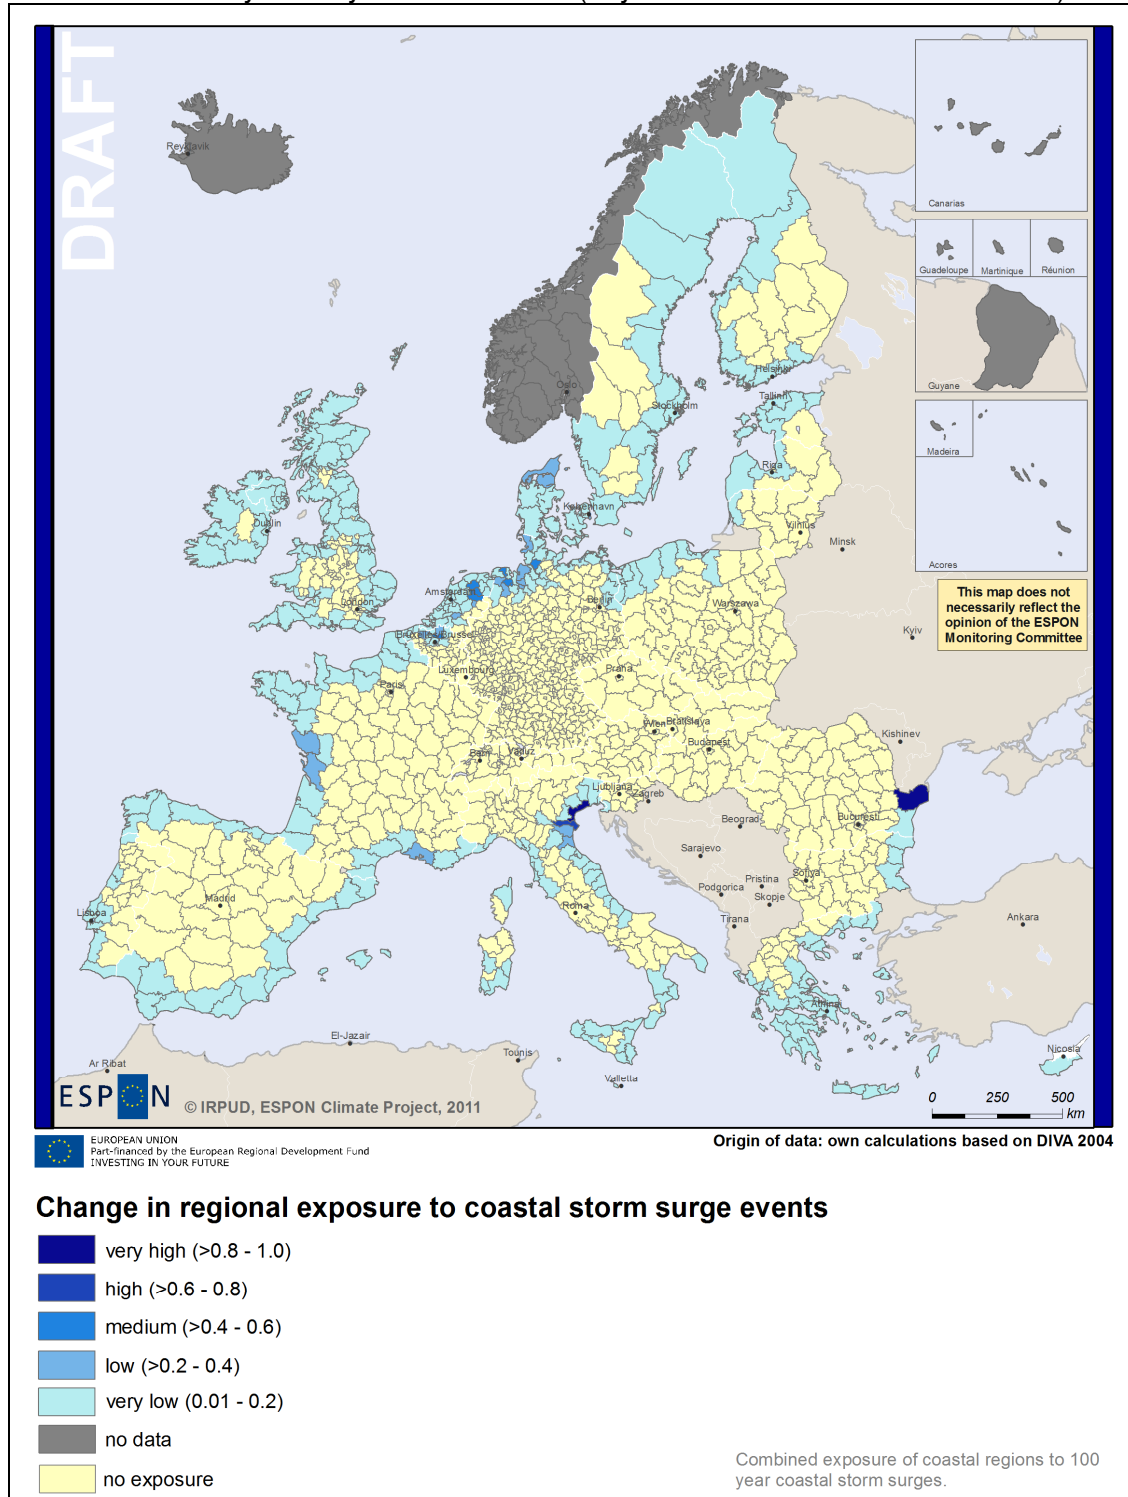 DRAFT
Reykjavik
Canarias
Guadeloupe
Martinique
Réunion
Guyane
Madeira
Acores
This map does not
necessarily reflect the
opinion of the ESPON
Monitoring Committee
Oslo
Helsinki
Tallinn
Stockholm
Riga
København
Dublin
Vilnius
Minsk
Amsterdam
London
Berlin
Warszawa
Kyiv
Bruxelles/Brussel
Luxembourg
Praha
Paris
Wien
Bratislava
Kishinev
Budapest
Bern
Vaduz
Ljubljana
Zagreb
Beograd
Bucuresti
Sarajevo
Sofiya
Pristina
Podgorica
Skopje
Madrid
Roma
Lisboa
Tirana
Ankara
Athinai
El-Jazair
Tounis
Nicosia
Ar Ribat
Valletta
ESPON
© IRPUD, ESPON Climate Project, 2011
0 250 500
km
EUROPEAN UNION
Part-financed by the European Regional Development Fund
INVESTING IN YOUR FUTURE
Origin of data: own calculations based on DIVA 2004
Change in regional exposure to coastal storm surge events
very high (>0.8 - 1.0)
high (>0.6 - 0.8)
medium (>0.4 - 0.6)
low (>0.2 - 0.4)
very low (0.01 - 0.2)
no data
no exposure
Combined exposure of coastal regions to 100
year coastal storm surges.